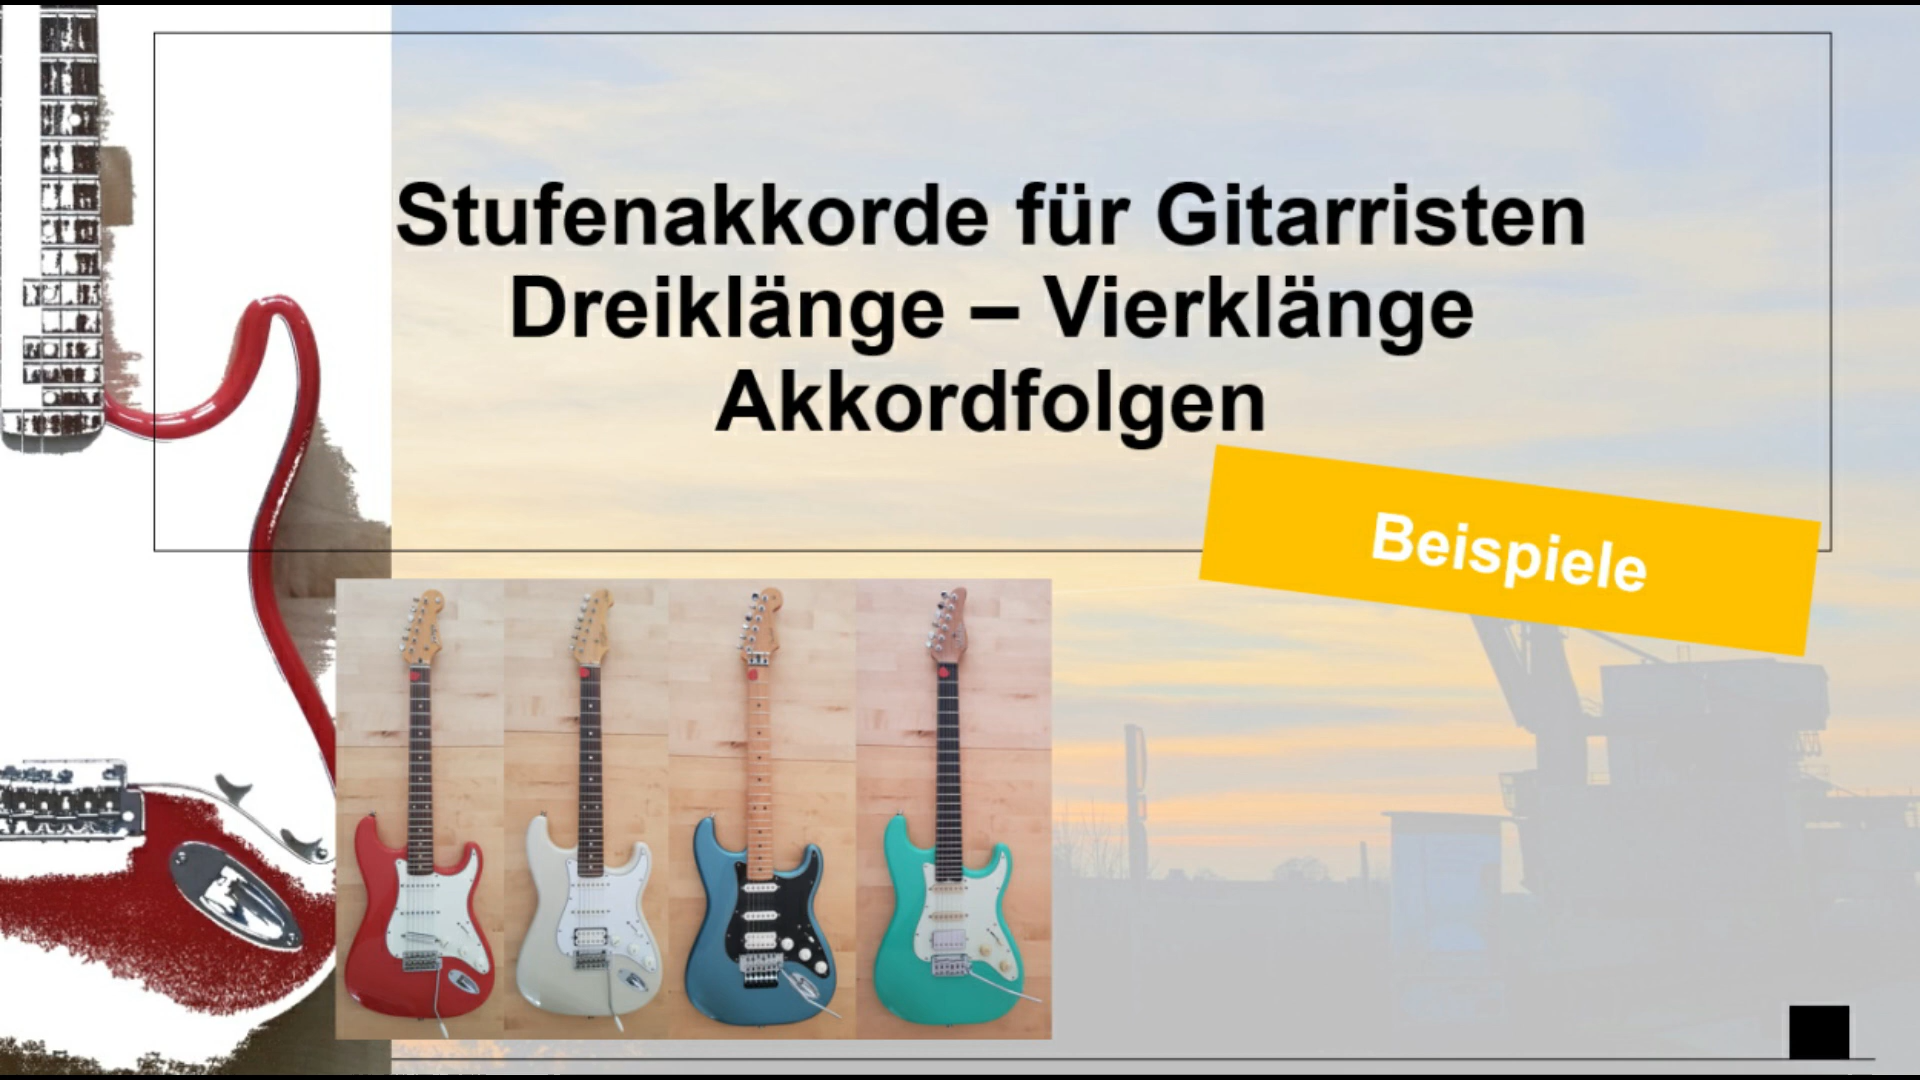 Stufenakkorde für Gitarristen
Dreiklänge – Vierklänge
Akkordfolgen
Beispiele